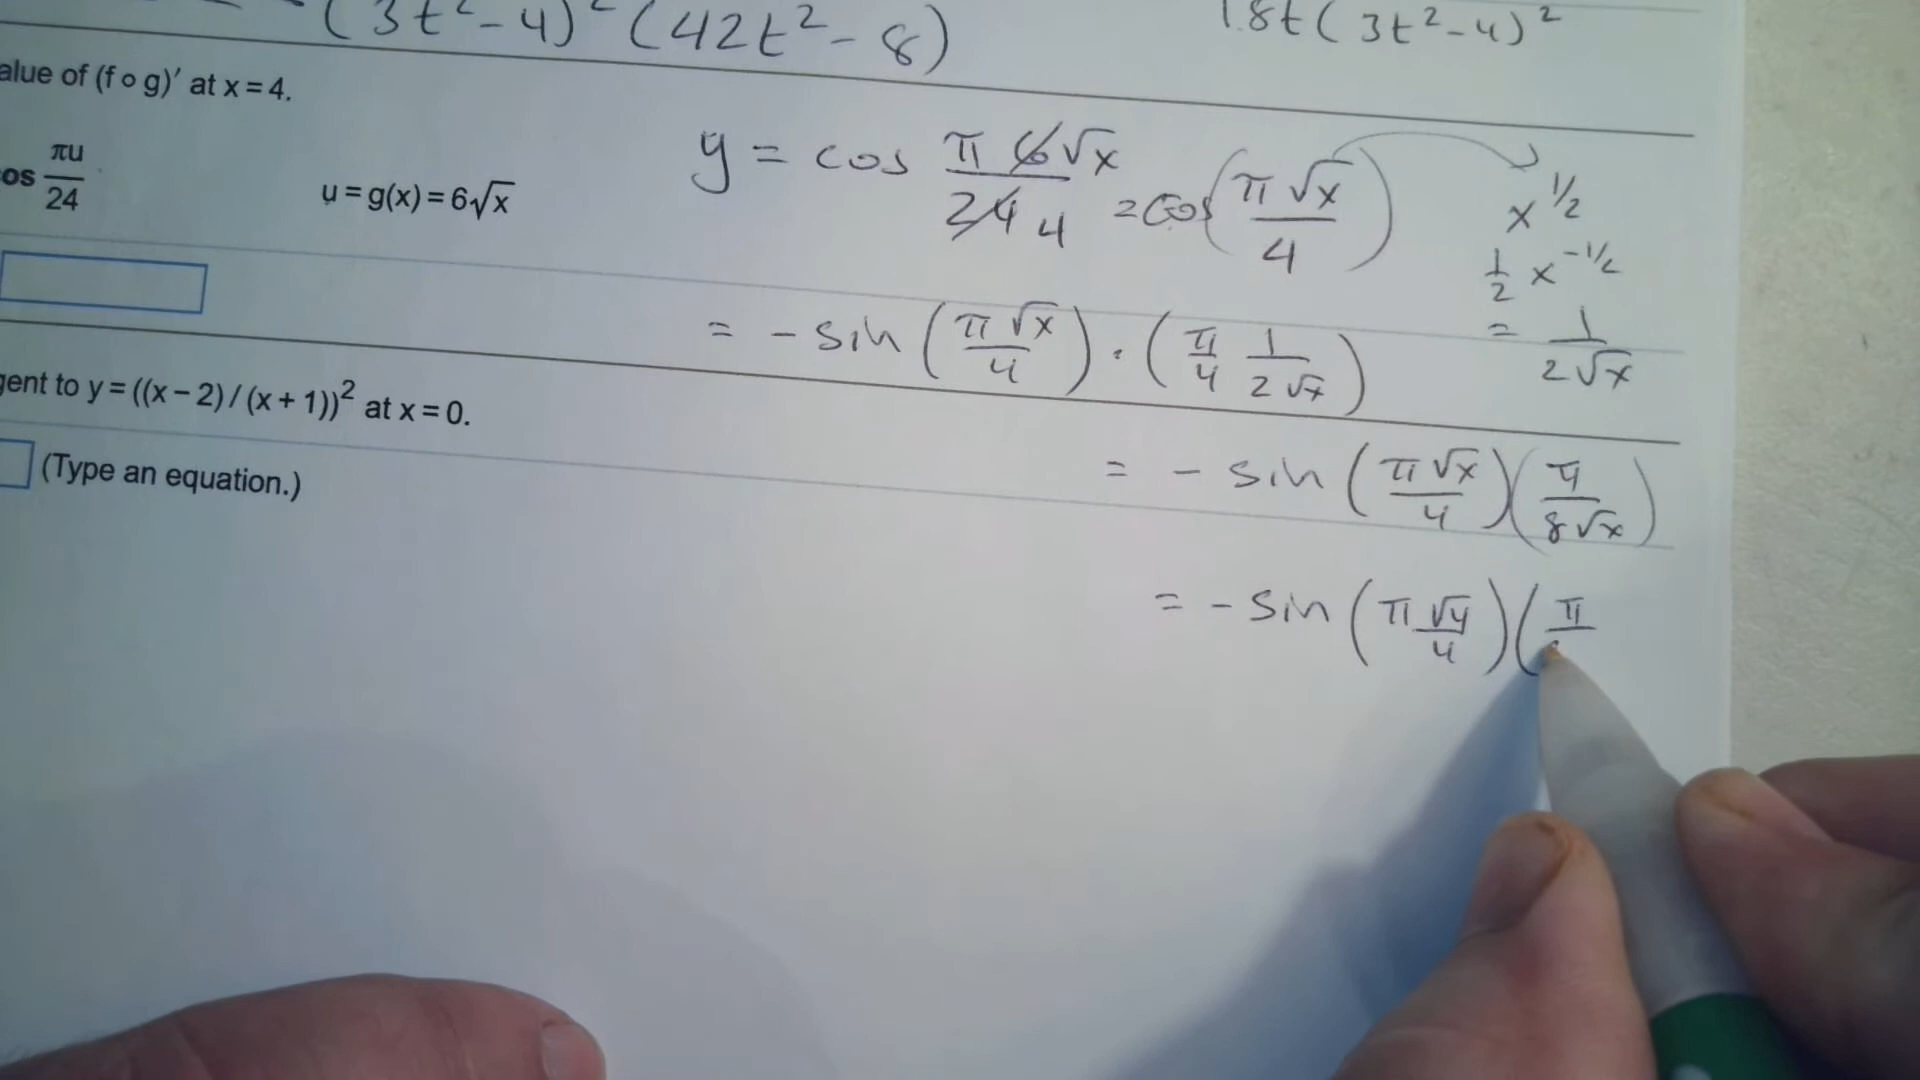 (3t²-4)² (42t²-8)
18t(3t²-4)²
alue of (f∘g)′ at x = 4.
os πu/24
u = g(x) = 6√x
y = cos π6√x/24 4 = cos(π√x/4)
x^1/2
1/2 x^-1/2
= 1/2√x
= -sin(π√x/4)·(π/4 1/2√x)
gent to y = ((x − 2) / (x + 1))² at x = 0.
(Type an equation.)
= -sin(π√x/4)(π/8√x)
= -sin(π√4/4)(π/